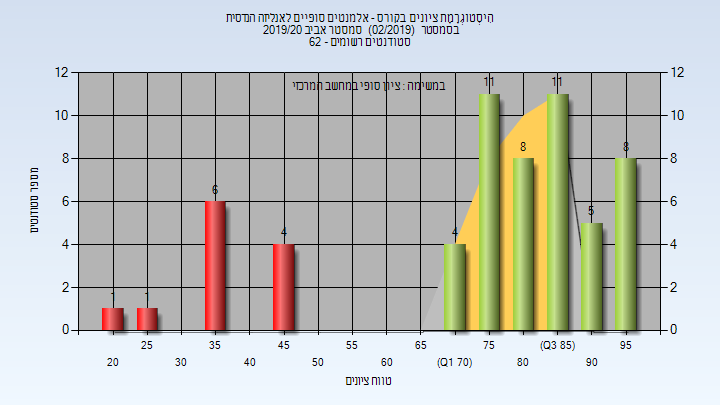 היסטוגרמת ציונים בקורס - אלמנטים סופיים לאנליזה הנדסית
בסמסטר (02/2019) סמסטר אביב 2019/20
סטודנטים רשומים - 62
במשימה : ציון סופי במחשב המרכזי
מספר סטודנטים
12 12
10 10
8 8
6 6
4 4
2 2
0 0
1 1 6 4 4 11 8 11 5 8
25 35 45 55 65 75 (Q3 85) 95
20 30 40 50 60 (Q1 70) 80 90
טווח ציונים